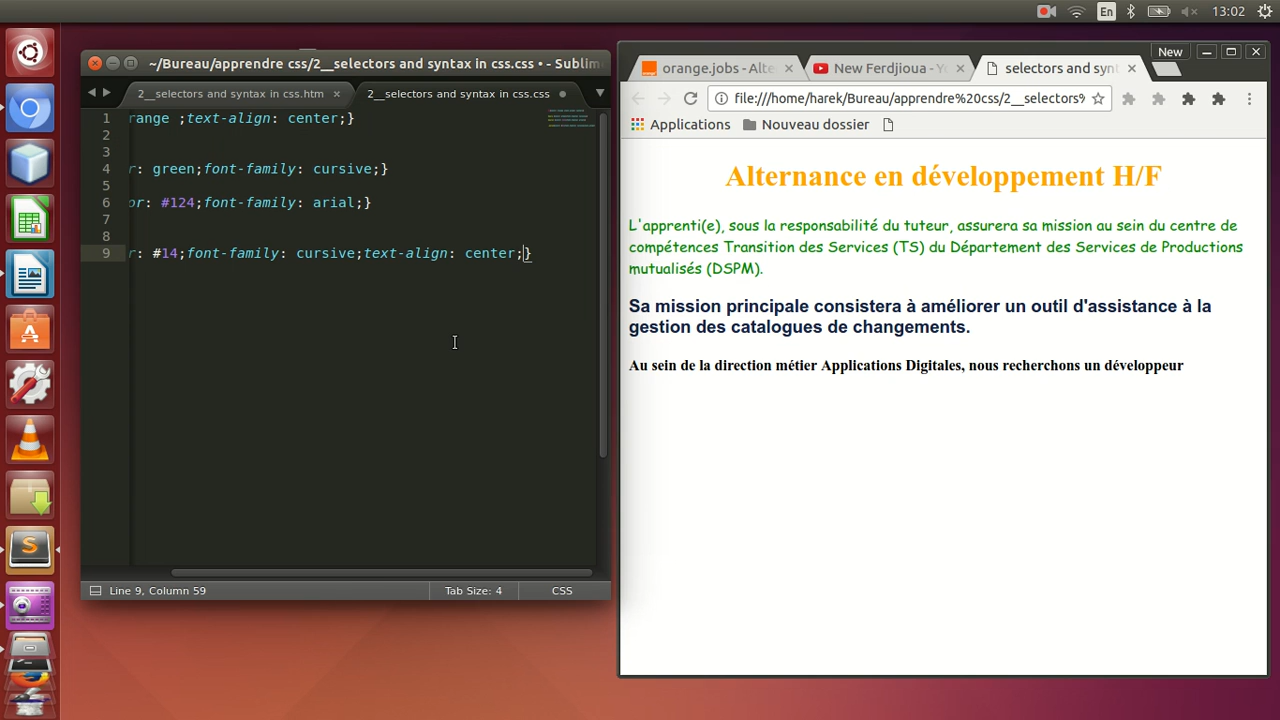 En
13:02
~/Bureau/apprendre css/2__selectors and syntax in css.css • - Sublim
2__selectors and syntax in css.htm ×
2__selectors and syntax in css.css
1 range ;text-align: center;}
2
3
4 r: green;font-family: cursive;}
5
6 or: #124;font-family: arial;}
7
8
9 r: #14;font-family: cursive;text-align: center;}
Line 9, Column 59
Tab Size: 4
CSS
New
orange.jobs - Alte
New Ferdjioua - Yo
selectors and synt
file:///home/harek/Bureau/apprendre%20css/2__selectors%
Applications
Nouveau dossier
Alternance en développement H/F
L'apprenti(e), sous la responsabilité du tuteur, assurera sa mission au sein du centre de
compétences Transition des Services (TS) du Département des Services de Productions
mutualisés (DSPM).
Sa mission principale consistera à améliorer un outil d'assistance à la
gestion des catalogues de changements.
Au sein de la direction métier Applications Digitales, nous recherchons un développeur